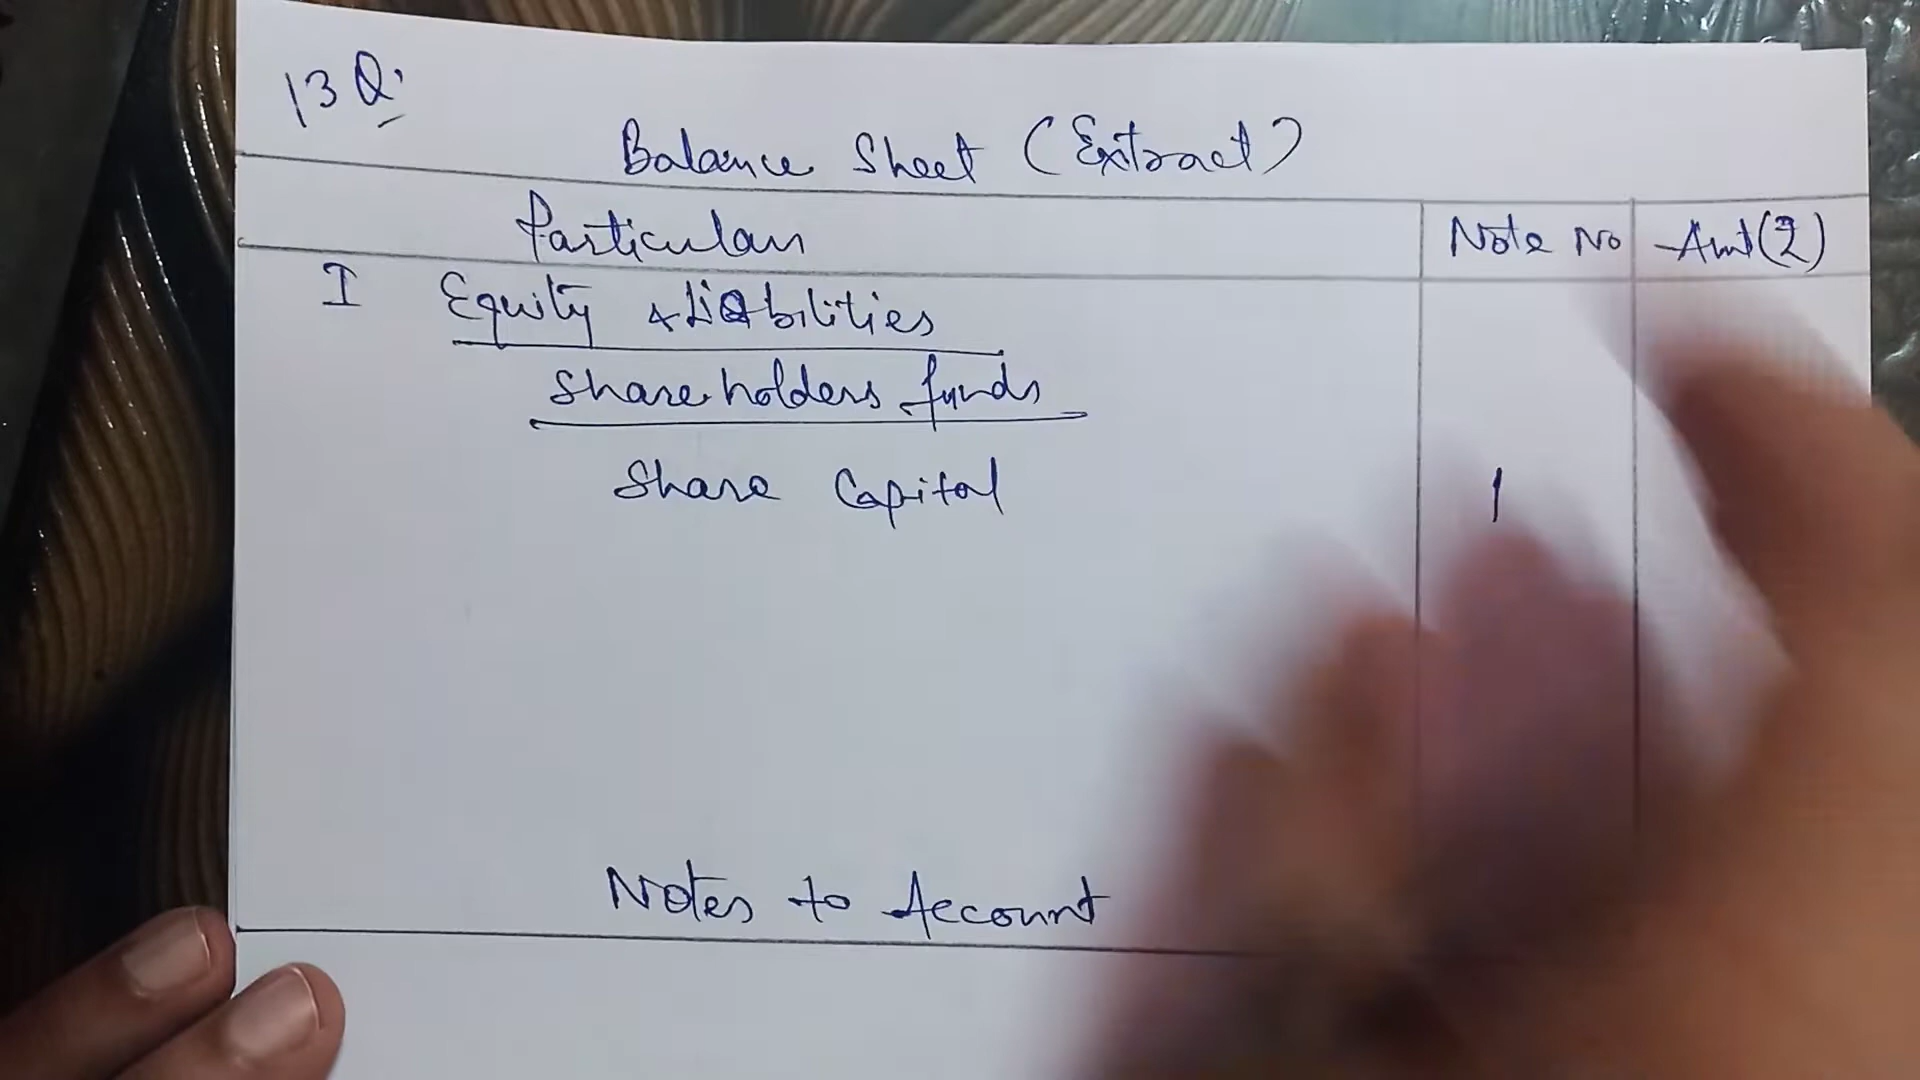 13 Q.
Balance Sheet (Extract)
Particulars Note No Amt(₹)
I Equity & Liabilities
Shareholders funds
Share Capital 1
Notes to Account